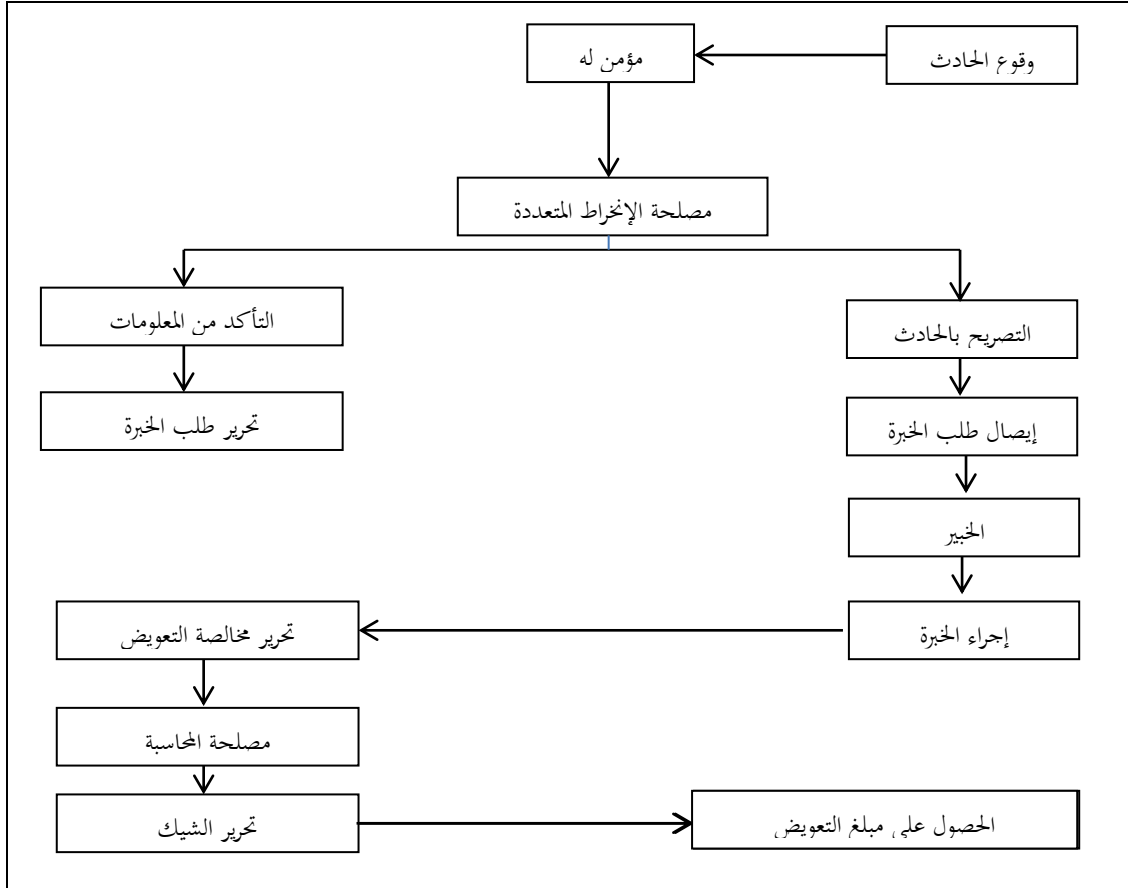 وقوع الحادث
مؤمن له
مصلحة الإنخراط المتعددة
التصريح بالحادث
التأكد من المعلومات
إيصال طلب الخبرة
تحرير طلب الخبرة
الخبير
إجراء الخبرة
تحرير مخالصة التعويض
مصلحة المحاسبة
تحرير الشيك
الحصول على مبلغ التعويض